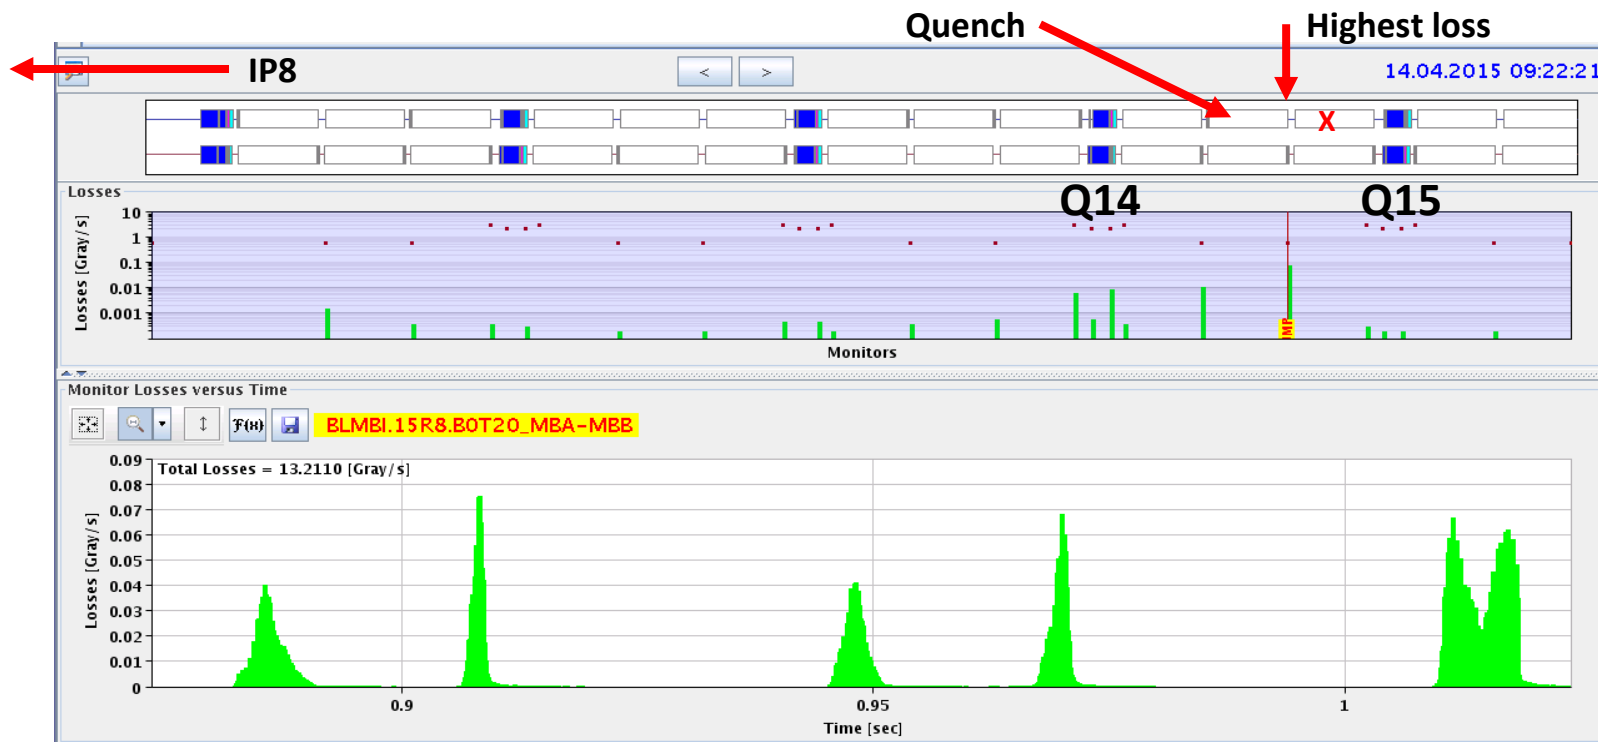 Quench
Highest loss
IP8
< >
14.04.2015 09:22:21
X
Losses
Q14
Q15
Losses [Gray/s]
10
1
0.1
0.01
0.001
Monitors
Monitor Losses versus Time
F(x)
BLMBI.15R8.B0T20_MBA-MBB
Total Losses = 13.2110 [Gray/s]
Losses [Gray/s]
0.09
0.08
0.07
0.06
0.05
0.04
0.03
0.02
0.01
0
0.9
0.95
1
Time [sec]